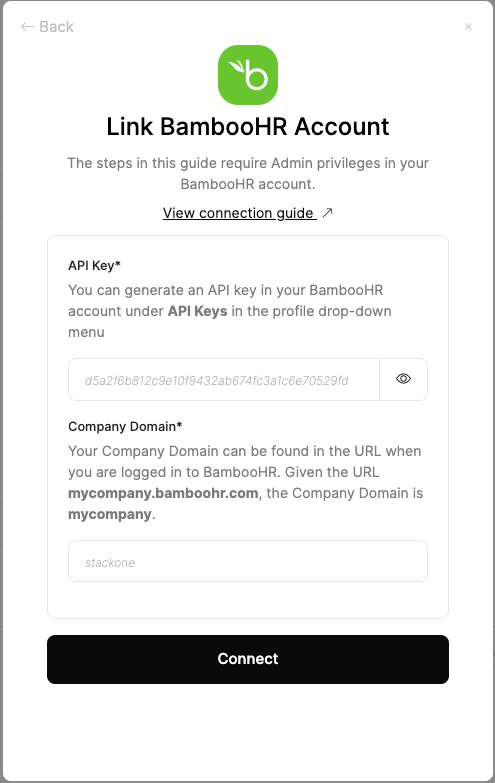 ← Back
×
b
Link BambooHR Account
The steps in this guide require Admin privileges in your
BambooHR account.
View connection guide ↗
API Key*
You can generate an API key in your BambooHR
account under API Keys in the profile drop-down
menu
d5a2f6b812c9e10f9432ab674fc3a1c6e70529fd
Company Domain*
Your Company Domain can be found in the URL when
you are logged in to BambooHR. Given the URL
mycompany.bamboohr.com, the Company Domain is
mycompany.
stackone
Connect